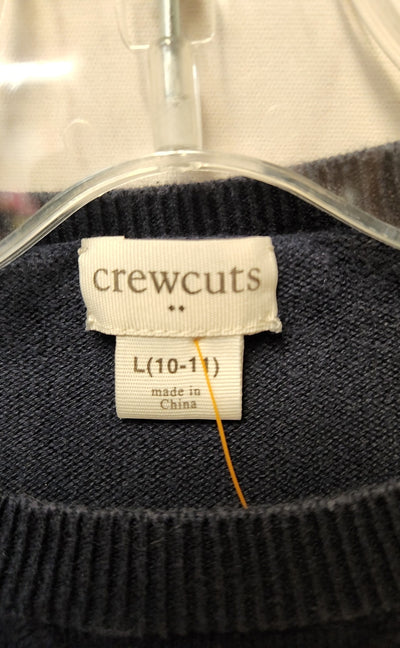 crewcuts
L(10-11)
made in
China